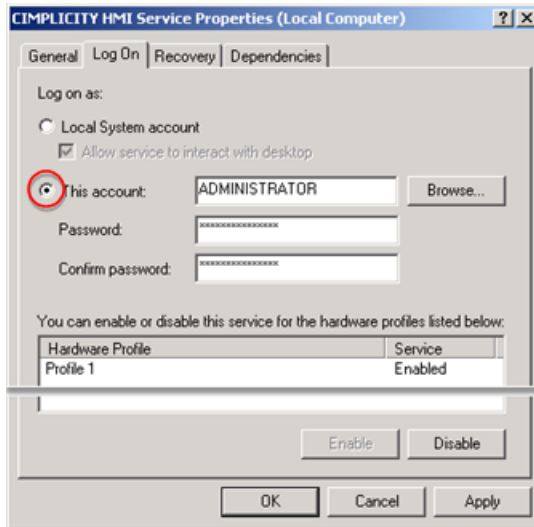 CIMPLICITY HMI Service Properties (Local Computer)
General Log On Recovery Dependencies
Log on as:
Local System account
Allow service to interact with desktop
This account: ADMINISTRATOR Browse...
Password: ***************
Confirm password: ***************
You can enable or disable this service for the hardware profiles listed below:
Hardware Profile Service
Profile 1 Enabled
Enable Disable
OK Cancel Apply